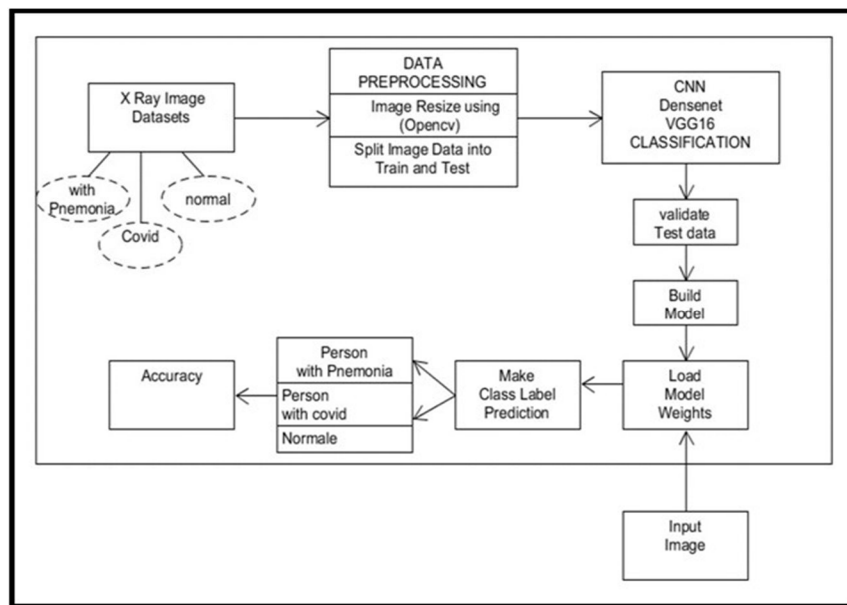 X Ray Image
Datasets
with
Pnemonia
Covid
normal
DATA
PREPROCESSING
Image Resize using
(Opencv)
Split Image Data into
Train and Test
CNN
Densenet
VGG16
CLASSIFICATION
validate
Test data
Build
Model
Load
Model
Weights
Make
Class Label
Prediction
Person
with Pnemonia
Person
with covid
Normale
Accuracy
Input
Image